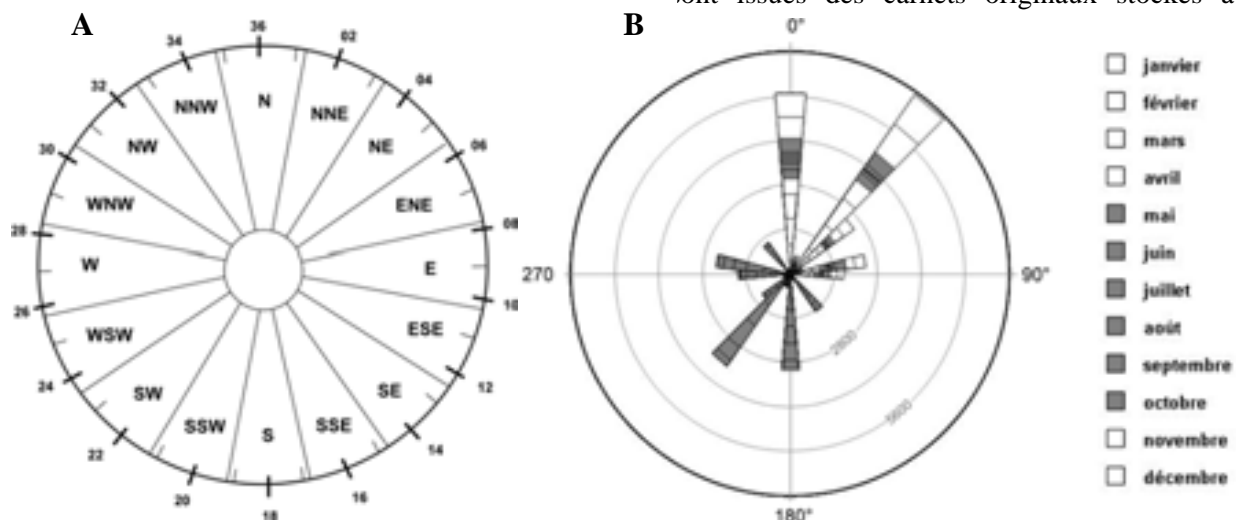 sont issues des carnets originaux stockés à
A
36
02
04
06
08
10
12
14
16
18
20
22
24
26
28
30
32
34
N
NNE
NE
ENE
E
ESE
SE
SSE
S
SSW
SW
WSW
W
WNW
NW
NNW
B
0°
90°
180°
270
2800
5600
janvier
février
mars
avril
mai
juin
juillet
août
septembre
octobre
novembre
décembre